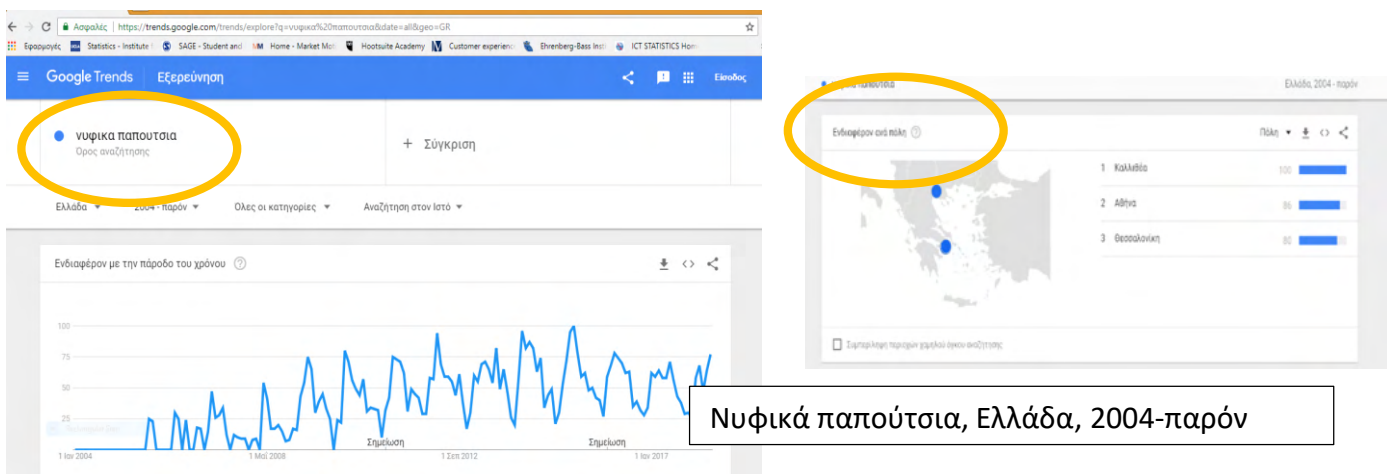 Ασφαλές | https://trends.google.com/trends/explore?q=νυφικα%20παπουτσια&date=all&geo=GR
Εφαρμογές Statistics - Institute SAGE - Student and MM Home - Market Mot Hootsuite Academy Customer experienc Ehrenberg-Bass Insti ICT STATISTICS Hom
Google Trends Εξερεύνηση
Είσοδος
νυφικα παπουτσια
Όρος αναζήτησης
+ Σύγκριση
Ελλάδα 2004 - παρόν Όλες οι κατηγορίες Αναζήτηση στον Ιστό
Ενδιαφέρον με την πάροδο του χρόνου
100
75
50
25
Σημείωση
Σημείωση
1 Ιαν 2004 1 Μαΐ 2008 1 Σεπ 2012 1 Ιαν 2017
παπουτσια
Ελλάδα, 2004 - παρόν
Ενδιαφέρον ανά πόλη
Πόλη
1 Καλλιθέα 100
2 Αθήνα 86
3 Θεσσαλονίκη 80
Συμπερίληψη περιοχών χαμηλού όγκου αναζήτησης
Νυφικά παπούτσια, Ελλάδα, 2004-παρόν